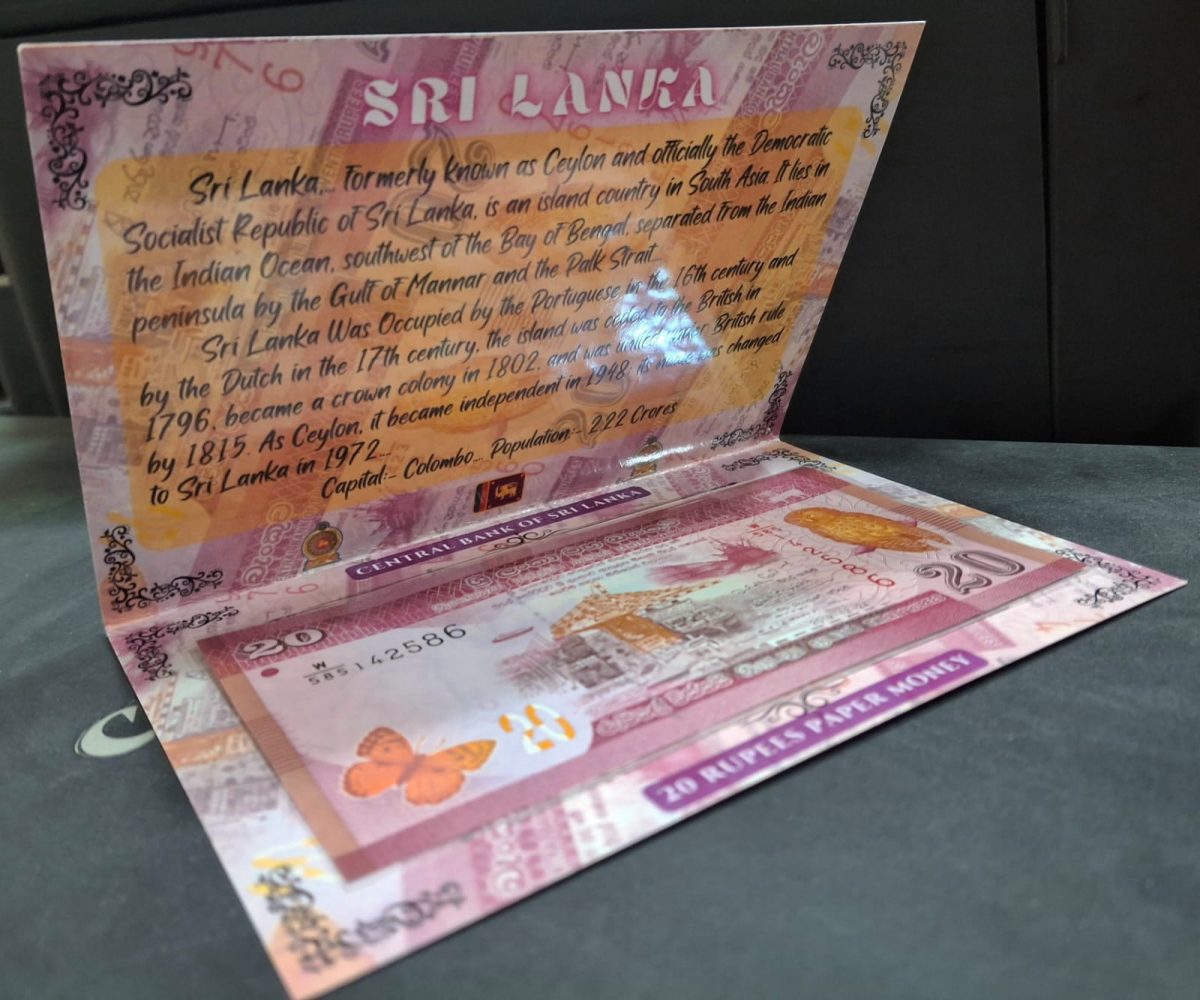 SRI LANKA
Sri Lanka,... formerly known as Ceylon and officially the Democratic
Socialist Republic of Sri Lanka, is an island country in South Asia. It lies in
the Indian Ocean, southwest of the Bay of Bengal, separated from the Indian
peninsula by the Gulf of Mannar and the Palk Strait...
Sri Lanka Was Occupied by the Portuguese in the 16th century and
by the Dutch in the 17th century, the island was ceded to the British in
1796, became a crown colony in 1802, and was united under British rule
by 1815. As Ceylon, it became independent in 1948; its name was changed
to Sri Lanka in 1972...
Capital:- Colombo... Population:- 2.22 Crores
CENTRAL BANK OF SRI LANKA
20
W
585 142586
20
20
20 RUPEES PAPER MONEY